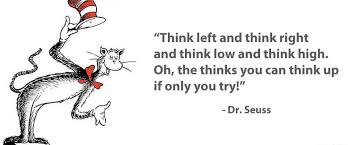 “Think left and think right
and think low and think high.
Oh, the thinks you can think up
if only you try!”
- Dr. Seuss